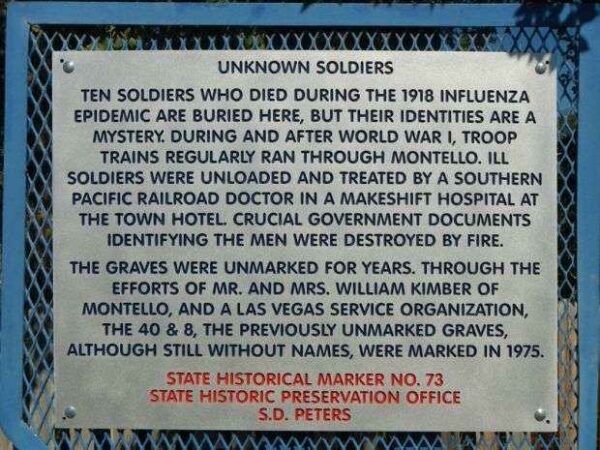 UNKNOWN SOLDIERS
TEN SOLDIERS WHO DIED DURING THE 1918 INFLUENZA
EPIDEMIC ARE BURIED HERE, BUT THEIR IDENTITIES ARE A
MYSTERY. DURING AND AFTER WORLD WAR I, TROOP
TRAINS REGULARLY RAN THROUGH MONTELLO. ILL
SOLDIERS WERE UNLOADED AND TREATED BY A SOUTHERN
PACIFIC RAILROAD DOCTOR IN A MAKESHIFT HOSPITAL AT
THE TOWN HOTEL. CRUCIAL GOVERNMENT DOCUMENTS
IDENTIFYING THE MEN WERE DESTROYED BY FIRE.
THE GRAVES WERE UNMARKED FOR YEARS. THROUGH THE
EFFORTS OF MR. AND MRS. WILLIAM KIMBER OF
MONTELLO, AND A LAS VEGAS SERVICE ORGANIZATION,
THE 40 & 8, THE PREVIOUSLY UNMARKED GRAVES,
ALTHOUGH STILL WITHOUT NAMES, WERE MARKED IN 1975.
STATE HISTORICAL MARKER NO. 73
STATE HISTORIC PRESERVATION OFFICE
S.D. PETERS